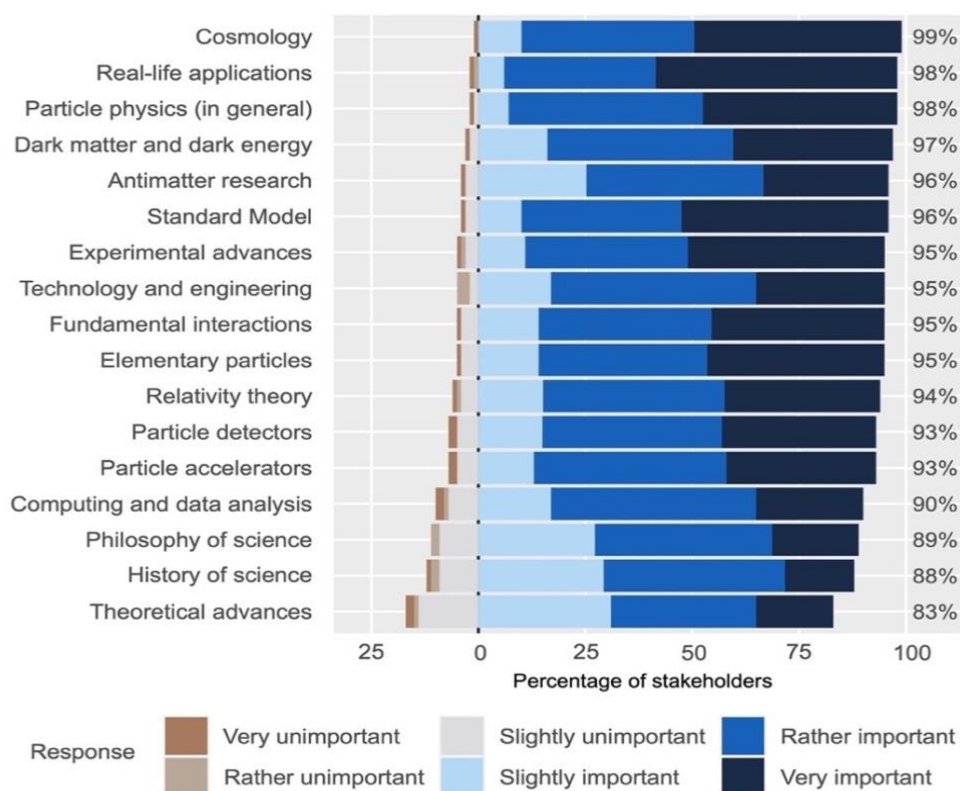 Cosmology 99%
Real-life applications 98%
Particle physics (in general) 98%
Dark matter and dark energy 97%
Antimatter research 96%
Standard Model 96%
Experimental advances 95%
Technology and engineering 95%
Fundamental interactions 95%
Elementary particles 95%
Relativity theory 94%
Particle detectors 93%
Particle accelerators 93%
Computing and data analysis 90%
Philosophy of science 89%
History of science 88%
Theoretical advances 83%
25 0 25 50 75 100
Percentage of stakeholders
Response
Very unimportant Slightly unimportant Rather important
Rather unimportant Slightly important Very important